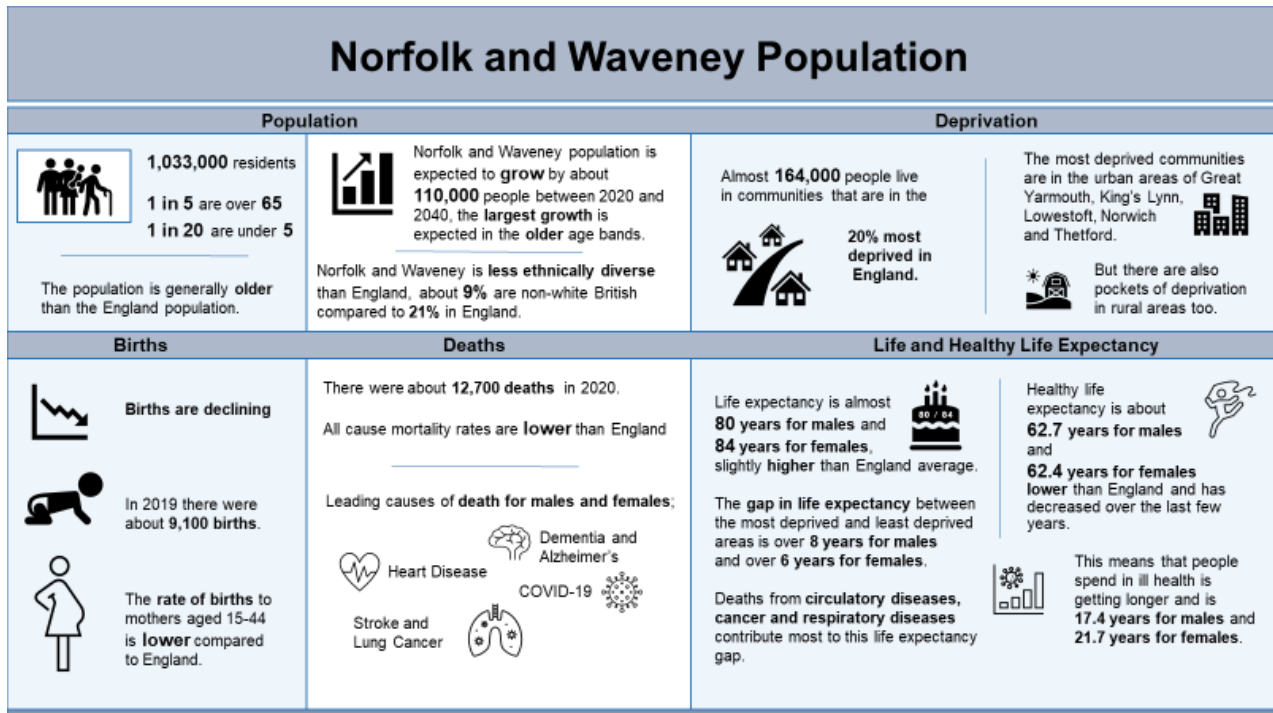 Norfolk and Waveney Population
Population
1,033,000 residents
1 in 5 are over 65
1 in 20 are under 5
The population is generally older
than the England population.
Norfolk and Waveney population is
expected to grow by about
110,000 people between 2020 and
2040, the largest growth is
expected in the older age bands.
Norfolk and Waveney is less ethnically diverse
than England, about 9% are non-white British
compared to 21% in England.
Deprivation
Almost 164,000 people live
in communities that are in the
20% most
deprived in
England.
The most deprived communities
are in the urban areas of Great
Yarmouth, King's Lynn,
Lowestoft, Norwich
and Thetford.
But there are also
pockets of deprivation
in rural areas too.
Births
Births are declining
In 2019 there were
about 9,100 births.
The rate of births to
mothers aged 15-44
is lower compared
to England.
Deaths
There were about 12,700 deaths in 2020.
All cause mortality rates are lower than England
Leading causes of death for males and females;
Dementia and
Alzheimer's
Heart Disease
COVID-19
Stroke and
Lung Cancer
Life and Healthy Life Expectancy
Life expectancy is almost
80 years for males and
84 years for females,
slightly higher than England average.
80 / 84
The gap in life expectancy between
the most deprived and least deprived
areas is over 8 years for males
and over 6 years for females.
Deaths from circulatory diseases,
cancer and respiratory diseases
contribute most to this life expectancy
gap.
Healthy life
expectancy is about
62.7 years for males
and
62.4 years for females
lower than England and has
decreased over the last few
years.
This means that people
spend in ill health is
getting longer and is
17.4 years for males and
21.7 years for females.